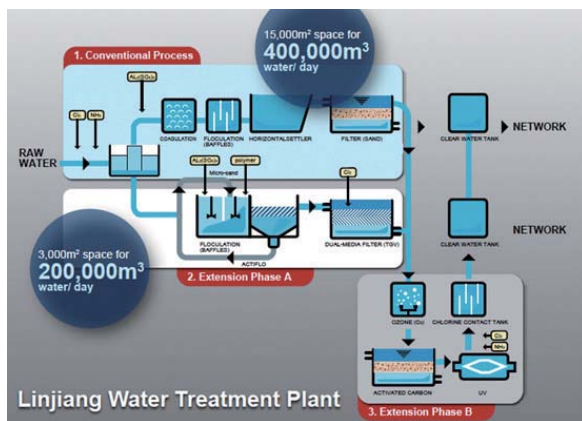 15,000m² space for
400,000m³
water/ day
1. Conventional Process
AL₂(SO₄)₃
Cl₂
NH₃
RAW
WATER
COAGULATION
FLOCULATION
(BAFFLES)
HORIZONTALSETTLER
FILTER (SAND)
CLEAR WATER TANK
NETWORK
AL₂(SO₄)₃
polymer
Micro-sand
Cl₂
FLOCULATION
(BAFFLES)
DUAL-MEDIA FILTER (TGV)
ACTIFLO
CLEAR WATER TANK
NETWORK
3,000m² space for
200,000m³
water/ day
2. Extension Phase A
OZONE (O₃)
CHLORINE CONTACT TANK
Cl₂
NH₃
ACTIVATED CARBON
UV
3. Extension Phase B
Linjiang Water Treatment Plant